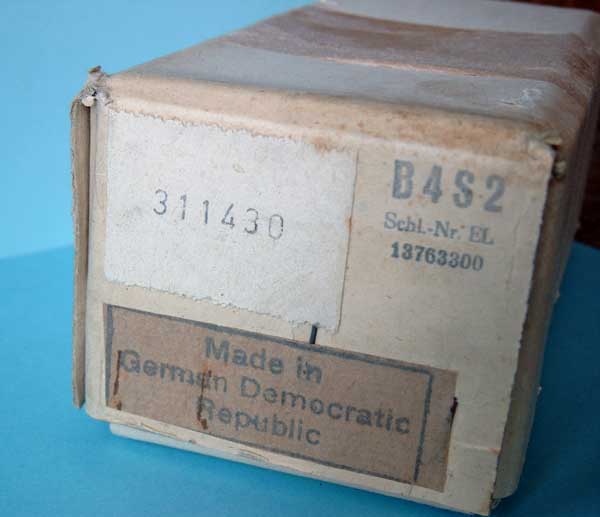 311430
B4S2
Schl.-Nr. EL
13763300
Made in
German Democratic
Republic